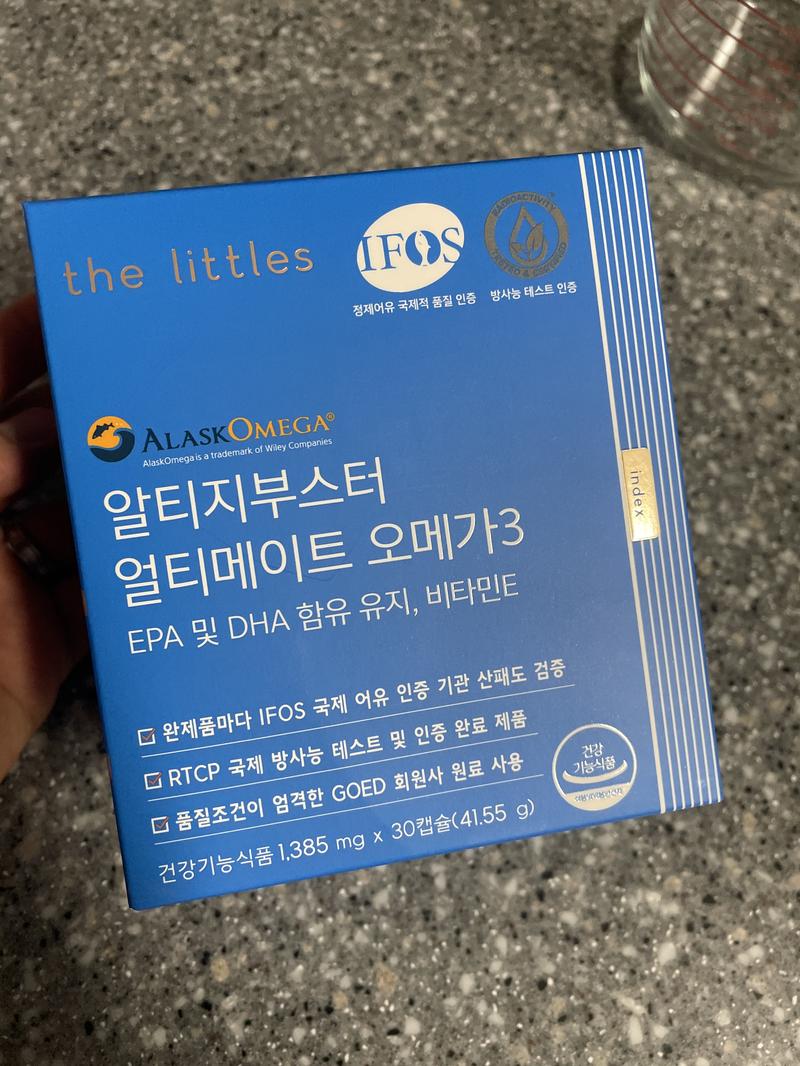 the littles
IFOS
정제어유 국제적 품질 인증
RADIOACTIVITY
TESTED & CERTIFIED
방사능 테스트 인증
ALASKOMEGA®
AlaskOmega is a trademark of Wiley Companies
알티지부스터
얼티메이트 오메가3
EPA 및 DHA 함유 유지, 비타민E
index
완제품마다 IFOS 국제 어유 인증 기관 산패도 검증
RTCP 국제 방사능 테스트 및 인증 완료 제품
품질조건이 엄격한 GOED 회원사 원료 사용
건강기능식품 1,385 mg x 30캡슐(41.55 g)
건강
기능식품